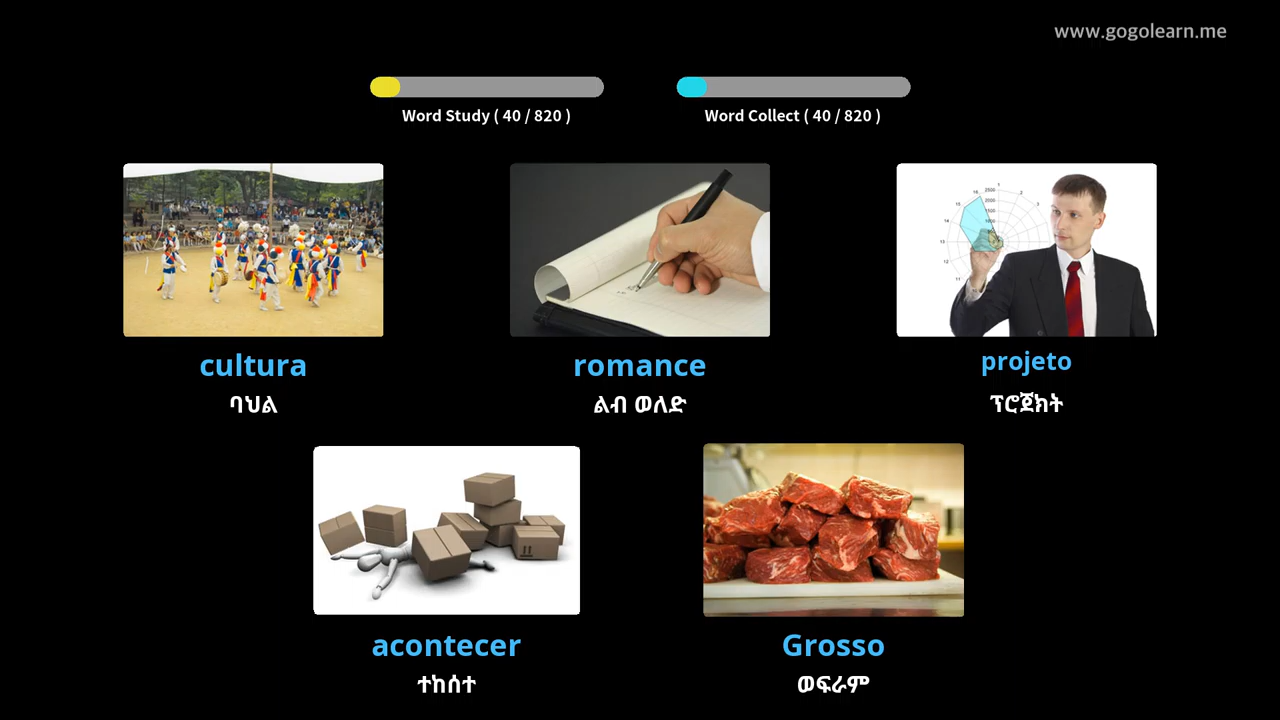 www.gogolearn.me
Word Study ( 40 / 820 )
Word Collect ( 40 / 820 )
cultura
ባህል
romance
ልብ ወለድ
projeto
ፕሮጀክት
acontecer
ተከሰተ
Grosso
ወፍራም